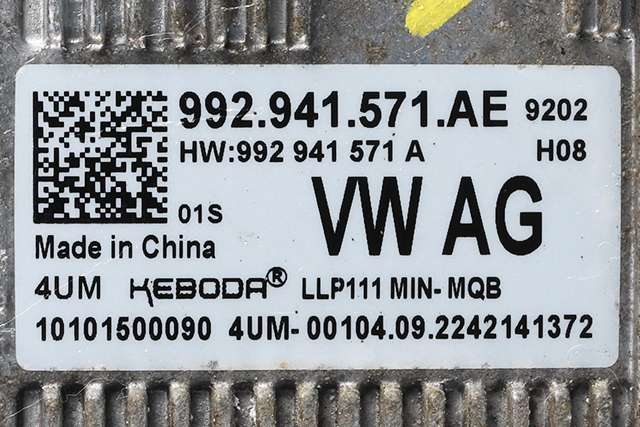 992.941.571.AE 9202
HW:992 941 571 A H08
01S VW AG
Made in China
4UM KEBODA® LLP111 MIN- MQB
10101500090 4UM- 00104.09.2242141372